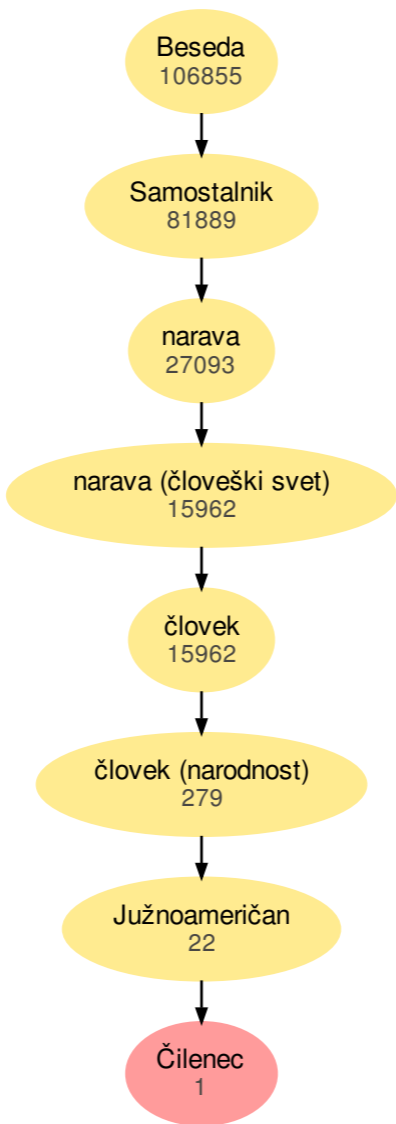 Beseda
106855
Samostalnik
81889
narava
27093
narava (človeški svet)
15962
človek
15962
človek (narodnost)
279
Južnoameričan
22
Čilenec
1